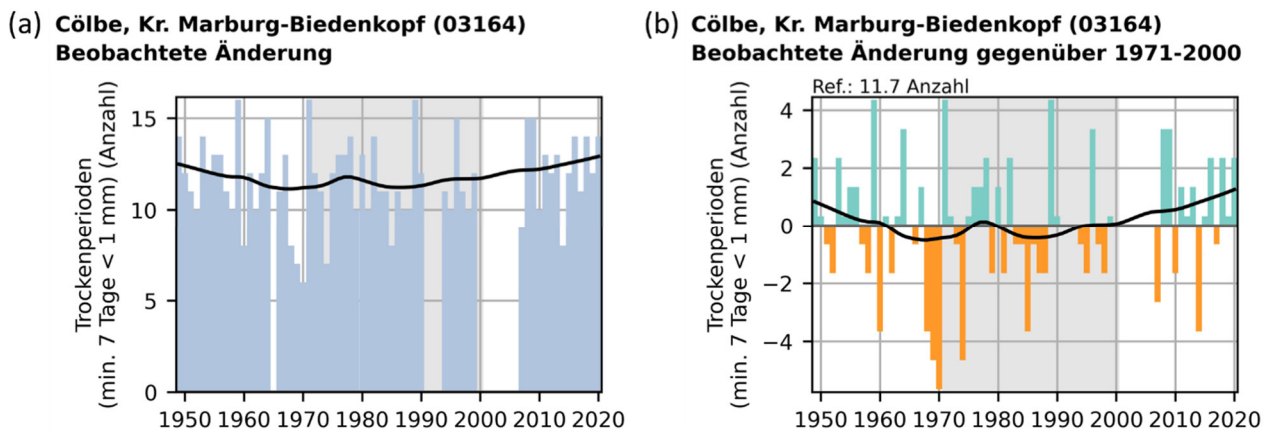 (a) Cölbe, Kr. Marburg-Biedenkopf (03164)
Beobachtete Änderung
Trockenperioden
(min. 7 Tage < 1 mm) (Anzahl)
15
10
5
0
1950 1960 1970 1980 1990 2000 2010 2020
(b) Cölbe, Kr. Marburg-Biedenkopf (03164)
Beobachtete Änderung gegenüber 1971-2000
Ref.: 11.7 Anzahl
Trockenperioden
(min. 7 Tage < 1 mm) (Anzahl)
4
2
0
−2
−4
1950 1960 1970 1980 1990 2000 2010 2020